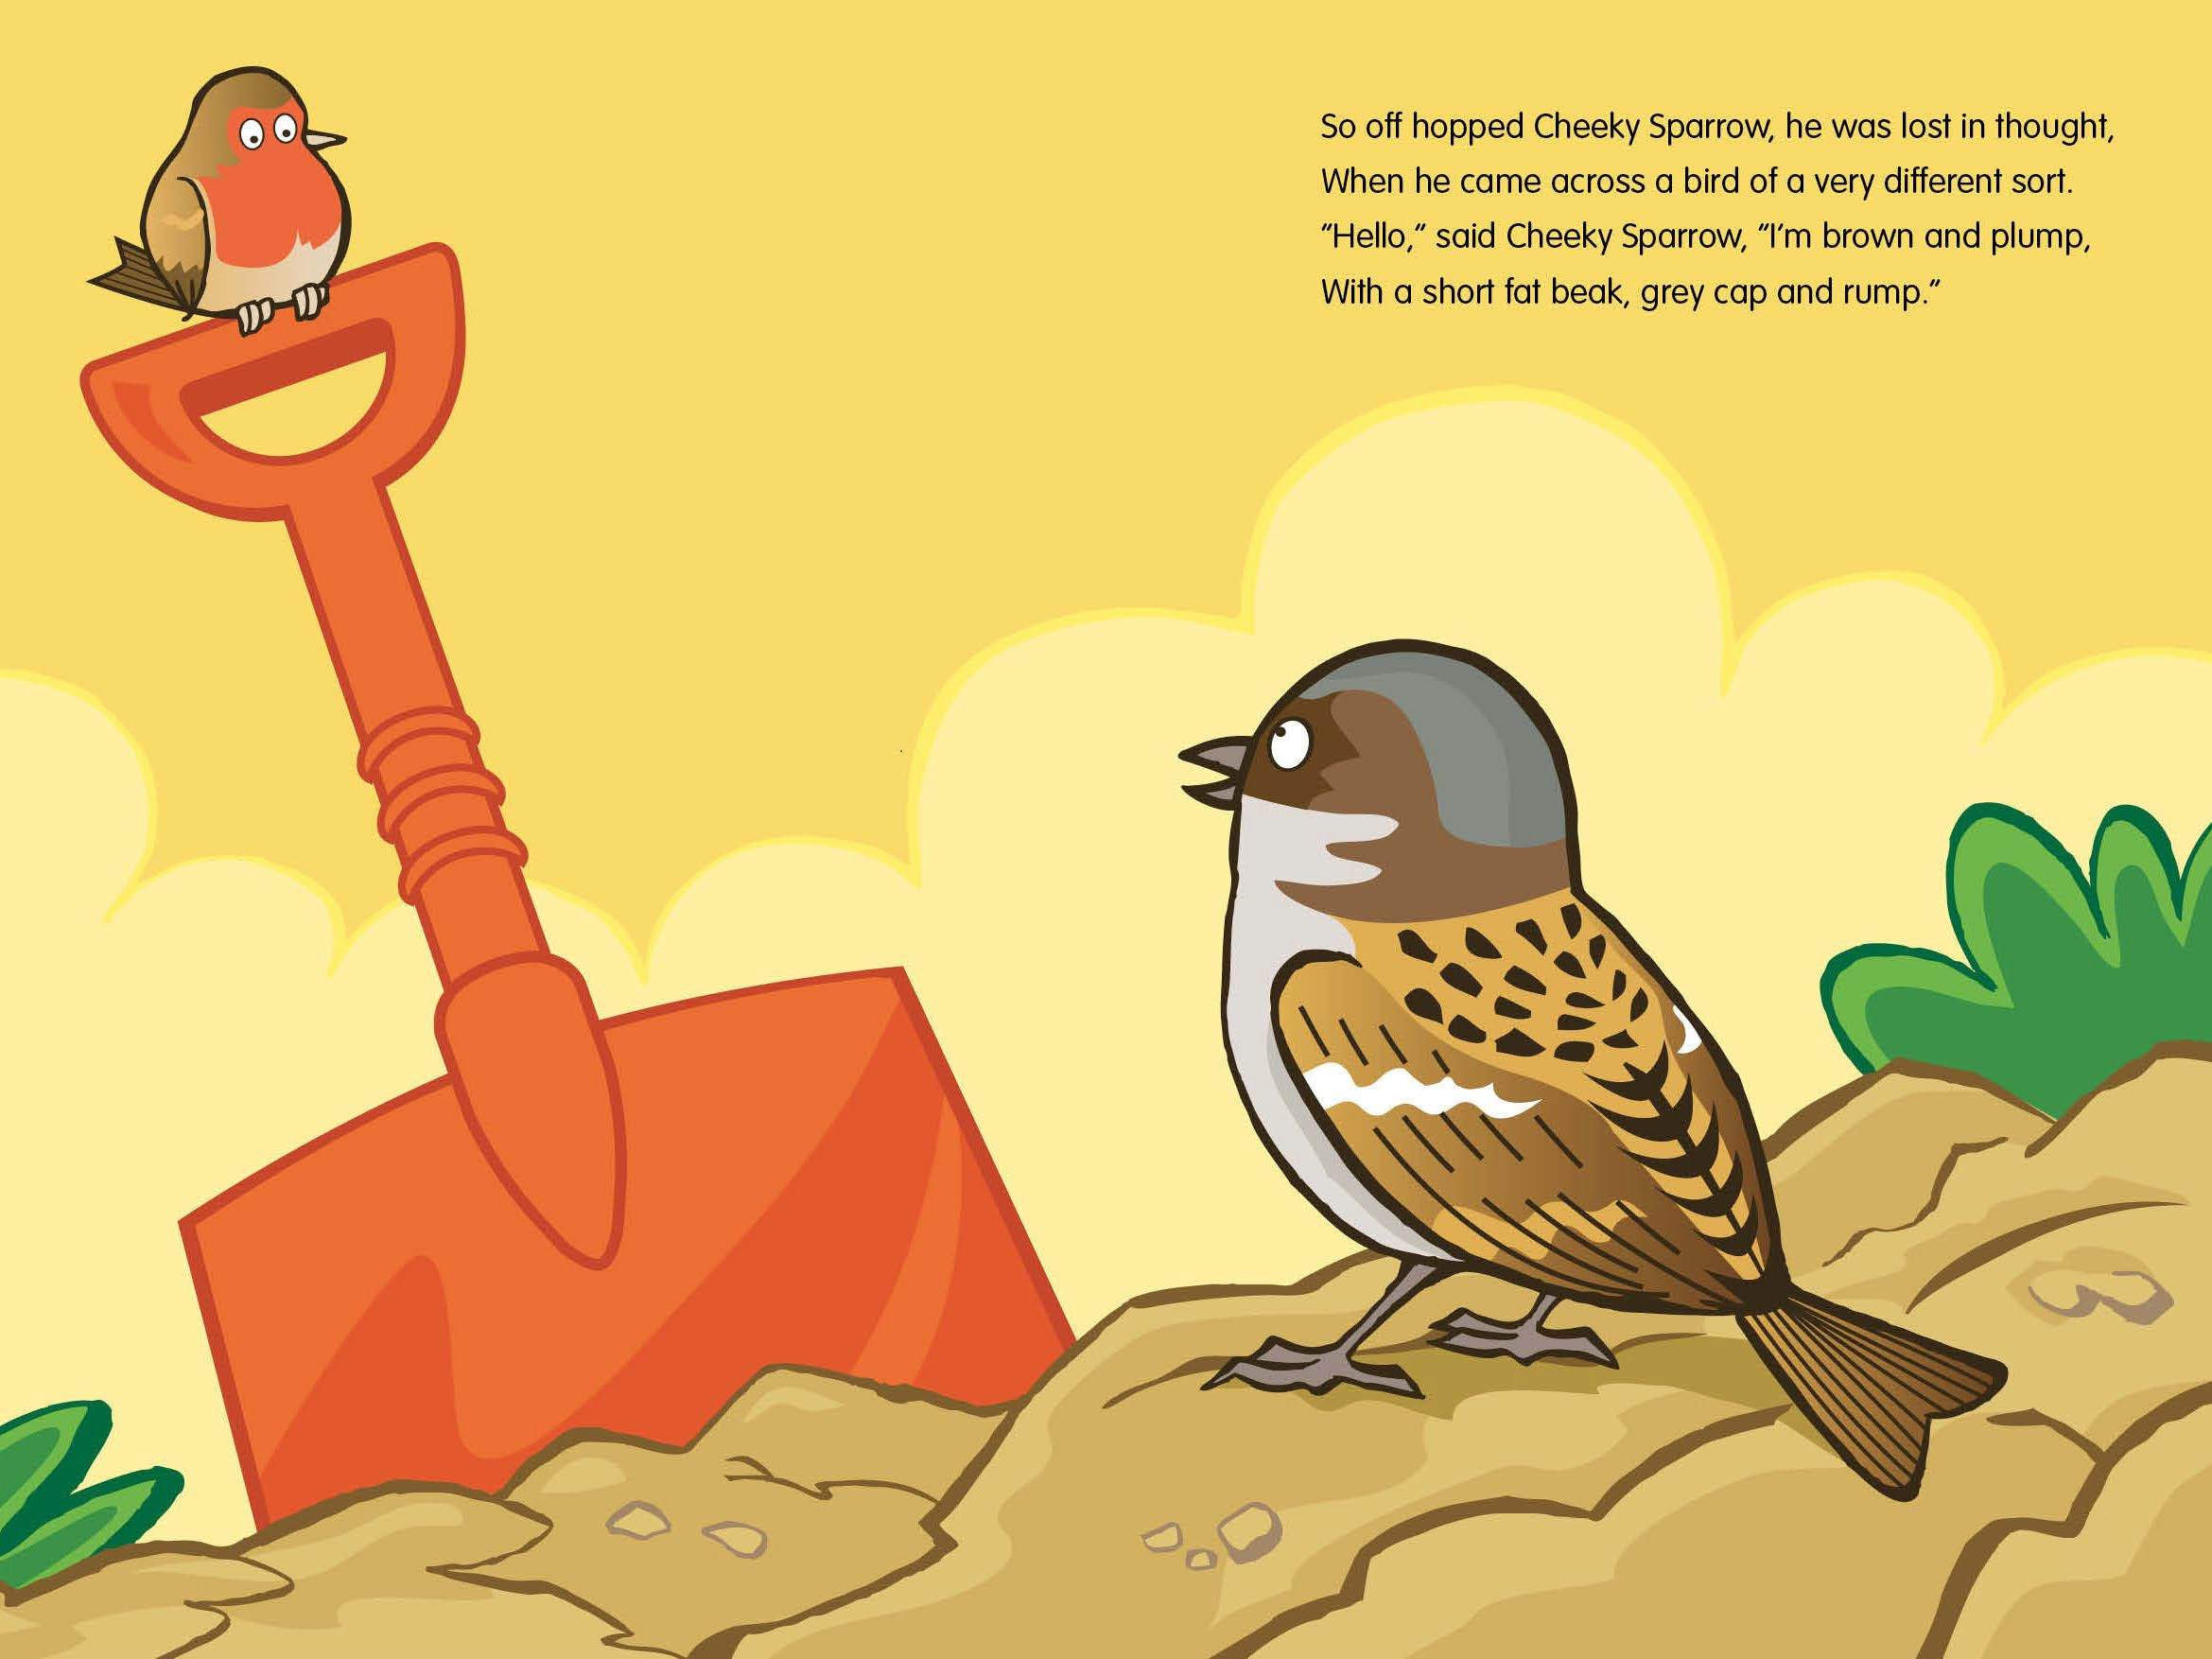 So off hopped Cheeky Sparrow, he was lost in thought,
When he came across a bird of a very different sort.
“Hello,” said Cheeky Sparrow, “I’m brown and plump,
With a short fat beak, grey cap and rump.”